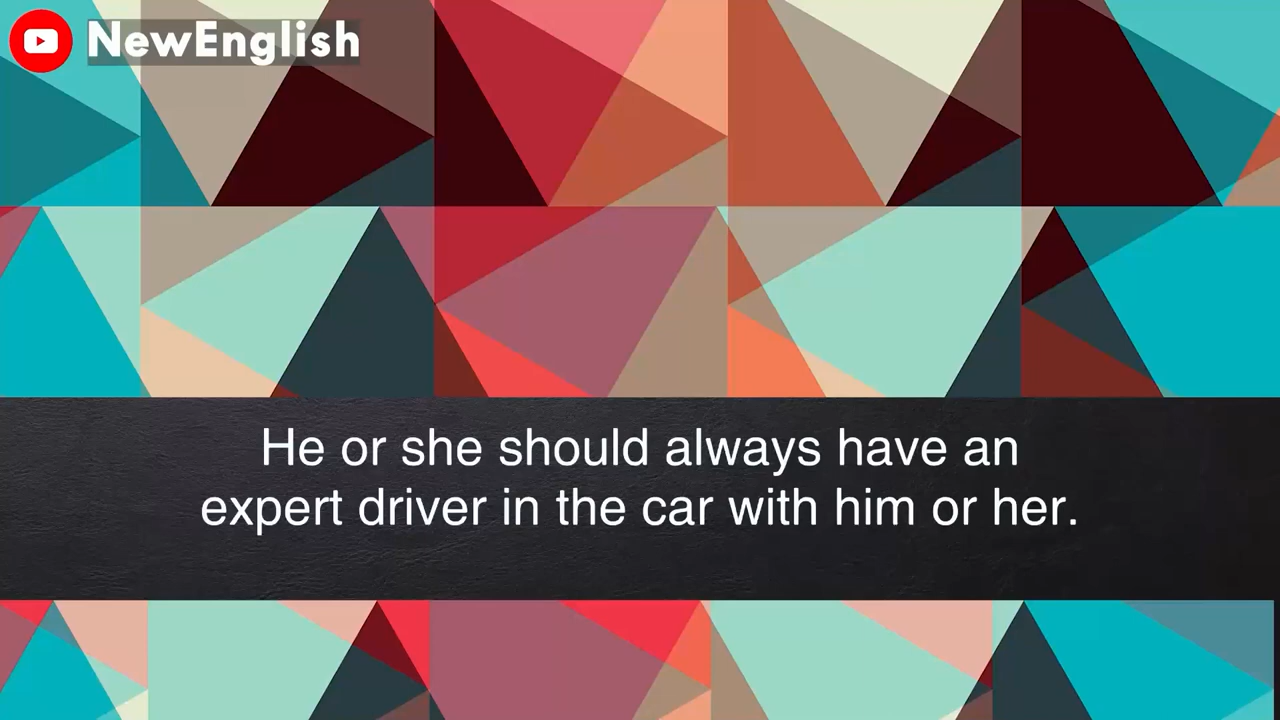 NewEnglish
He or she should always have an
expert driver in the car with him or her.